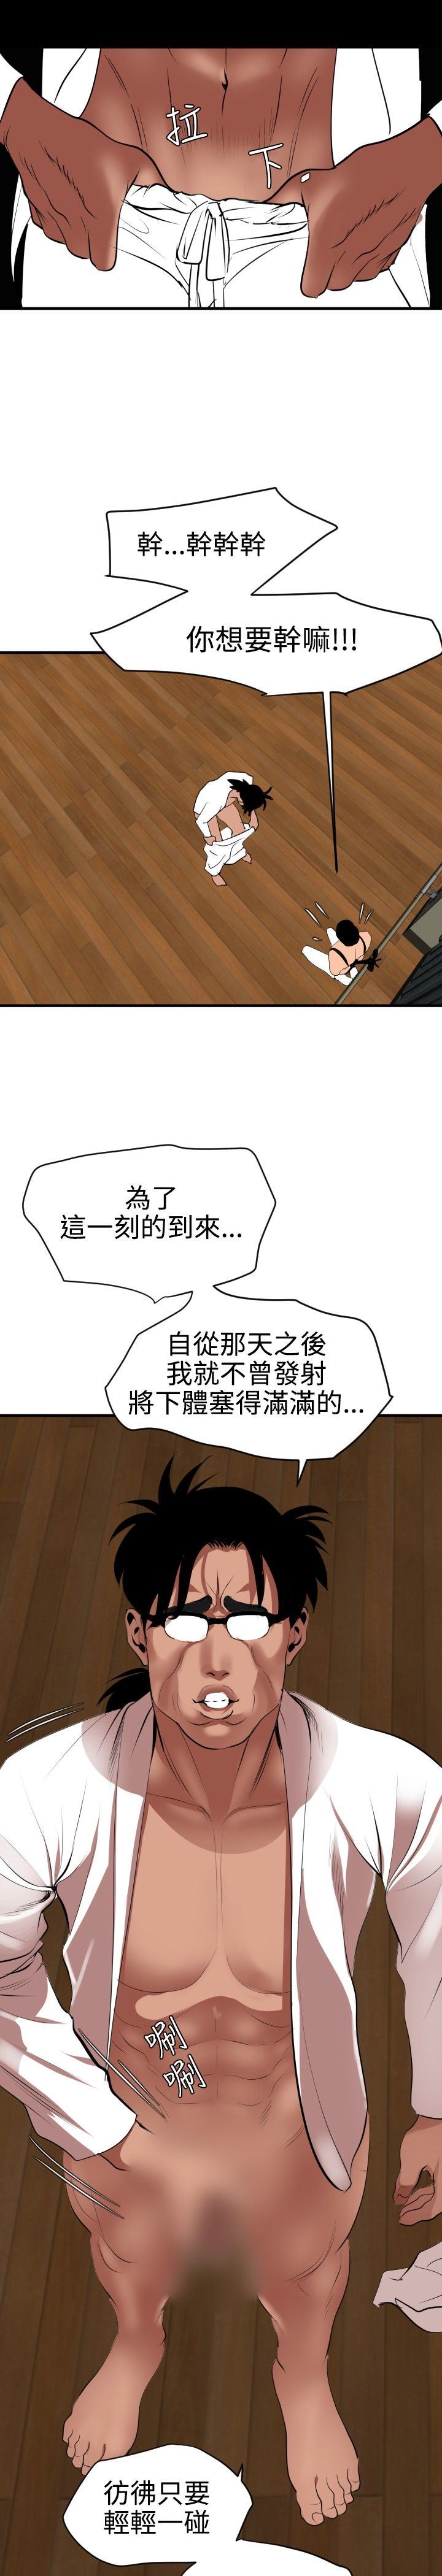 拉
下
幹...幹幹幹
你想要幹嘛!!!
為了
這一刻的到來...
自從那天之後
我就不曾發射
將下體塞得滿滿的...
唰
唰
彷彿只要
輕輕一碰